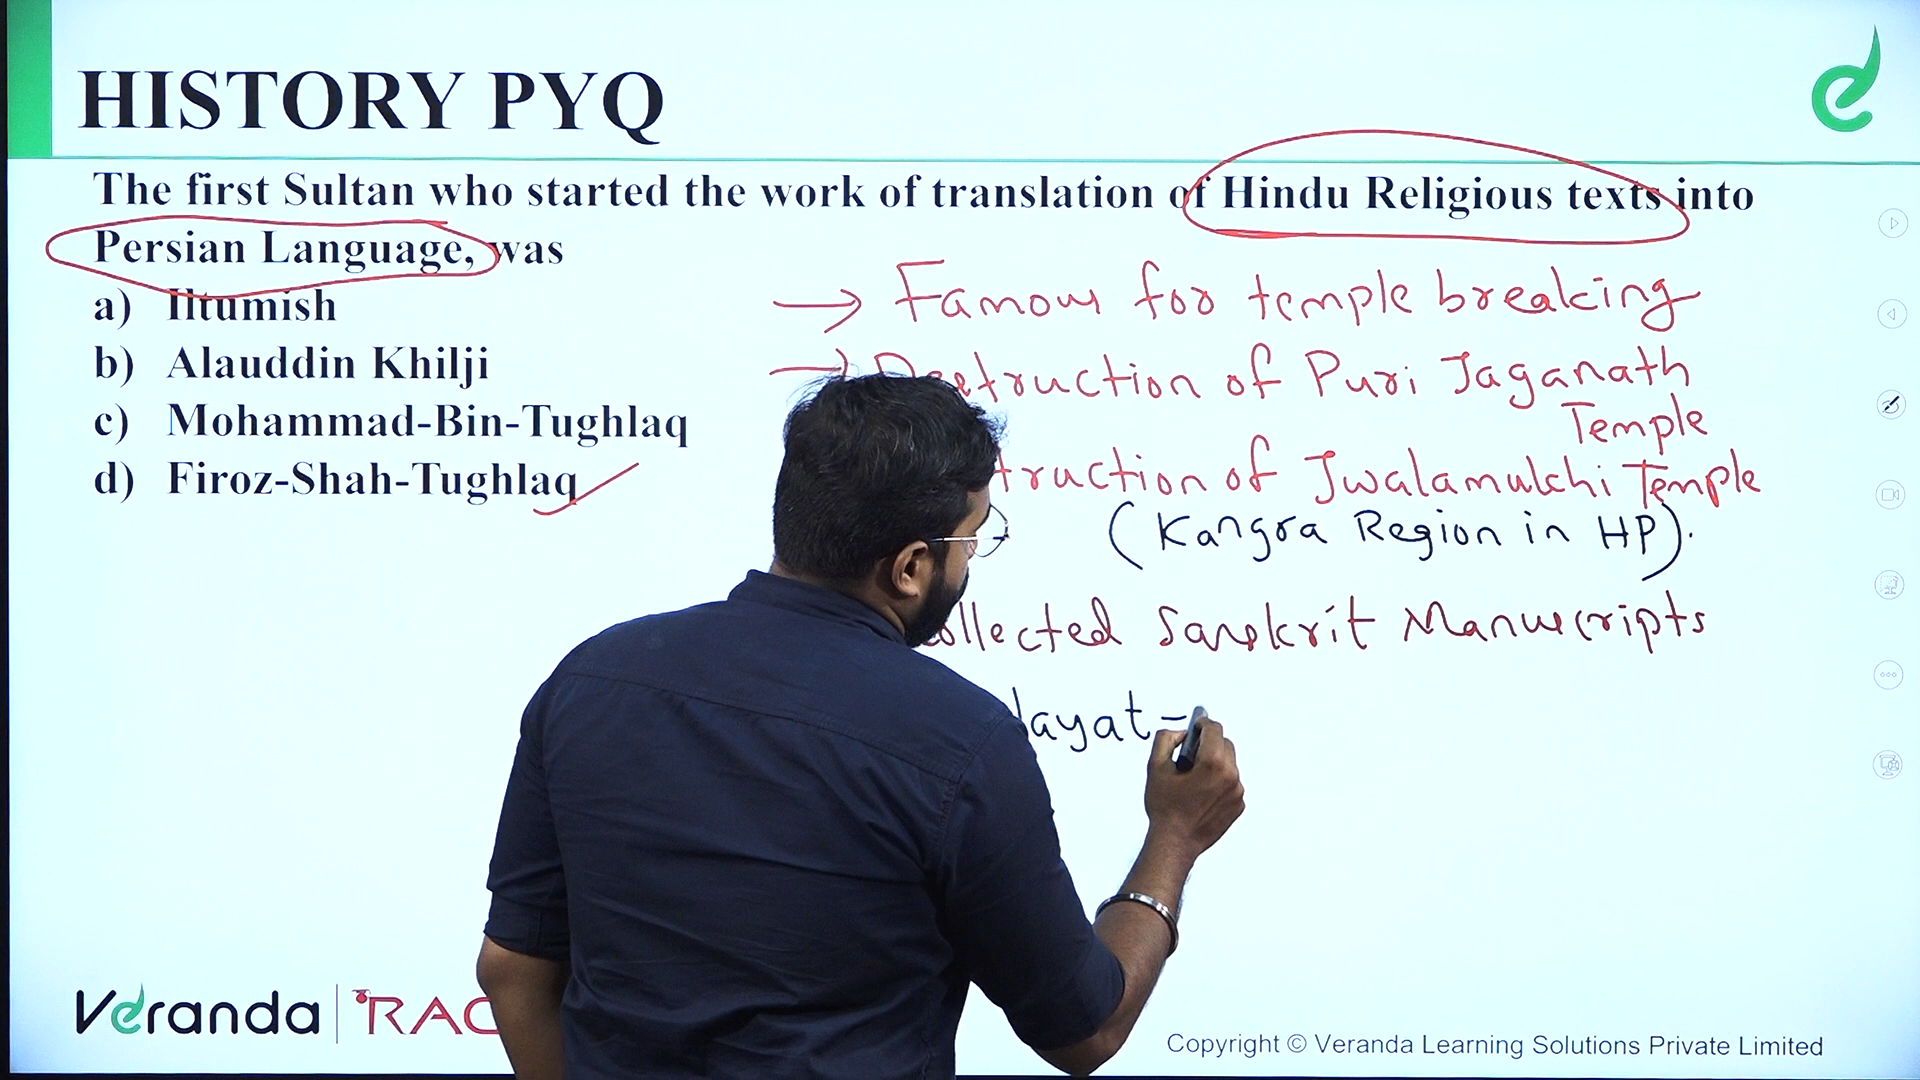 HISTORY PYQ
The first Sultan who started the work of translation of Hindu Religious texts into
Persian Language, was
a) Iltumish
b) Alauddin Khilji
c) Mohammad-Bin-Tughlaq
d) Firoz-Shah-Tughlaq
→ Famous for temple breaking
→ Destruction of Puri Jaganath
Temple
truction of Jwalamukhi Temple
(Kangra Region in HP).
ollected Sanskrit Manuscripts
layat -
Veranda RAC
Copyright © Veranda Learning Solutions Private Limited